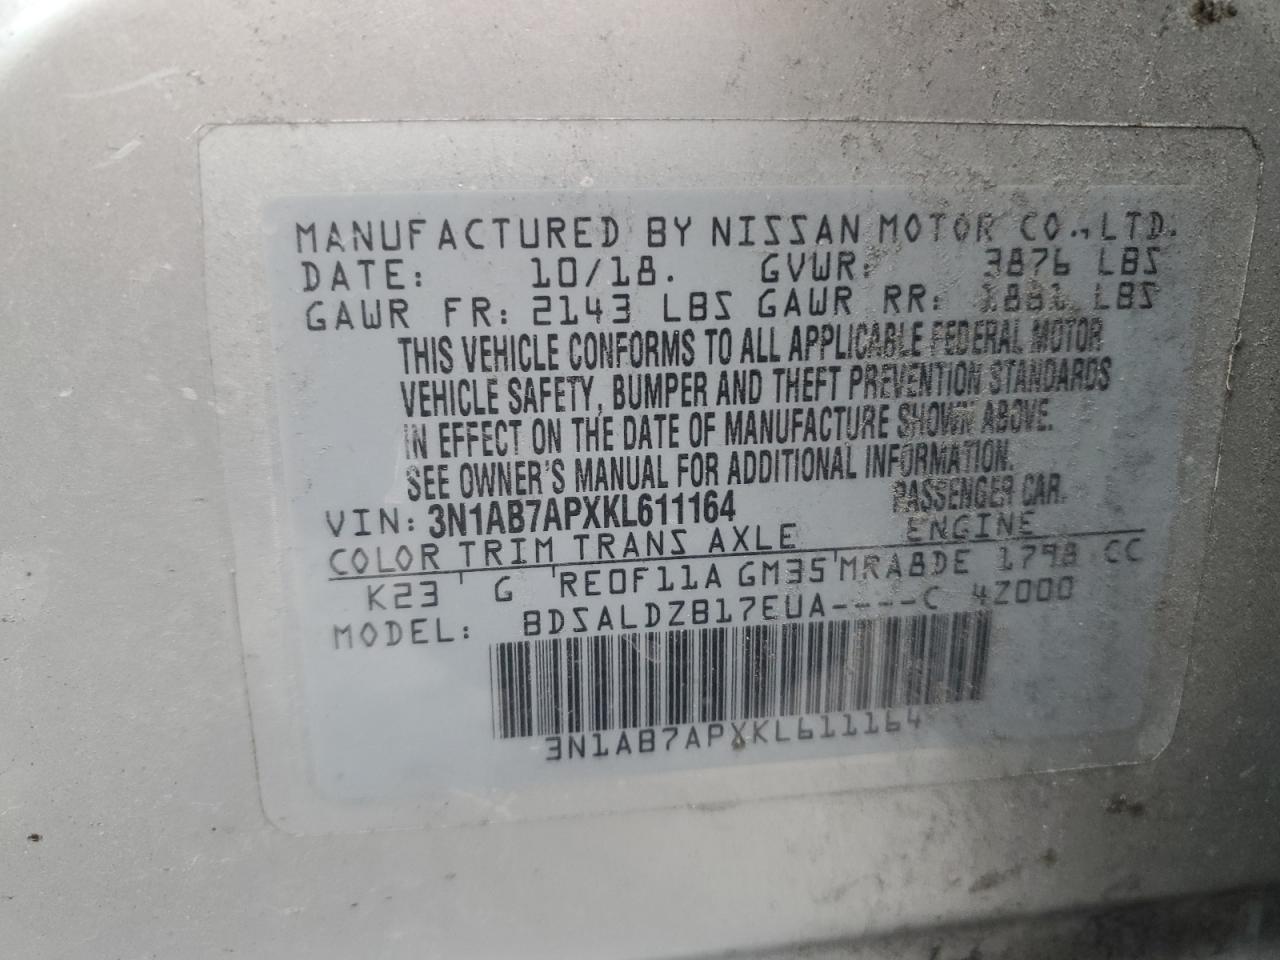 MANUFACTURED BY NISSAN MOTOR CO., LTD.
DATE: 10/18. GVWR: 3876 LBS
GAWR FR: 2143 LBS GAWR RR: 1881 LBS
THIS VEHICLE CONFORMS TO ALL APPLICABLE FEDERAL MOTOR
VEHICLE SAFETY, BUMPER AND THEFT PREVENTION STANDARDS
IN EFFECT ON THE DATE OF MANUFACTURE SHOWN ABOVE.
SEE OWNER'S MANUAL FOR ADDITIONAL INFORMATION.
VIN: 3N1AB7APXKL611164 PASSENGER CAR.
COLOR TRIM TRANS AXLE ENGINE
K23 G RE0F11A GM35 MRA8DE 1798 CC
MODEL: BDSALDZB17EUA----C 4Z000
3N1AB7APXKL611164